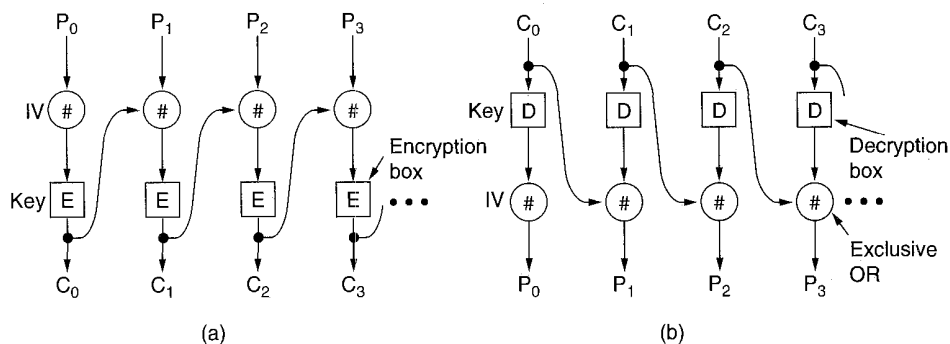 P0 P1 P2 P3
IV # # # #
Encryption
box
Key E E E E
C0 C1 C2 C3
(a)
C0 C1 C2 C3
Key D D D D
Decryption
box
IV # # # #
Exclusive
OR
P0 P1 P2 P3
(b)